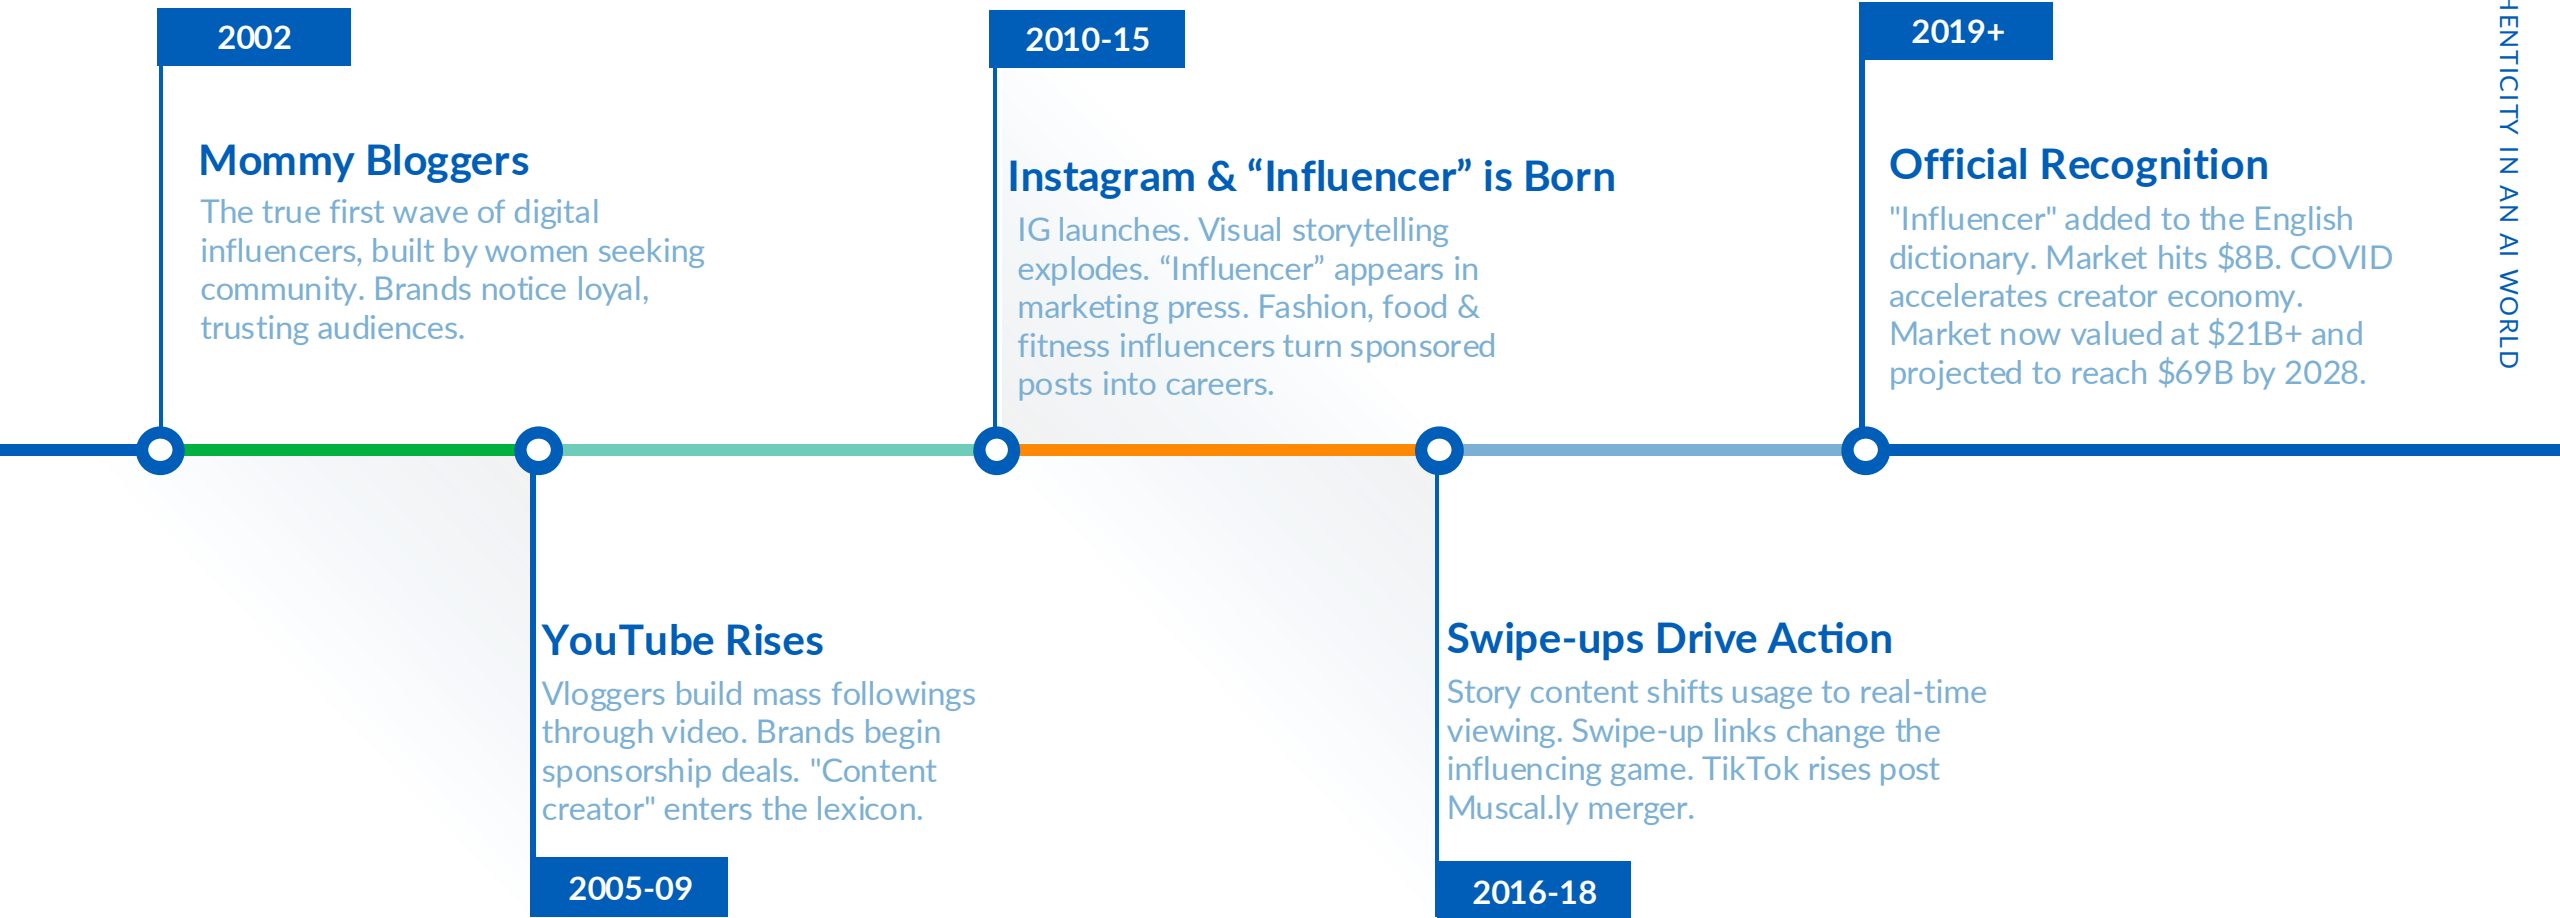 2002
Mommy Bloggers
The true first wave of digital
influencers, built by women seeking
community. Brands notice loyal,
trusting audiences.
2005-09
YouTube Rises
Vloggers build mass followings
through video. Brands begin
sponsorship deals. "Content
creator" enters the lexicon.
2010-15
Instagram & “Influencer” is Born
IG launches. Visual storytelling
explodes. “Influencer” appears in
marketing press. Fashion, food &
fitness influencers turn sponsored
posts into careers.
2016-18
Swipe-ups Drive Action
Story content shifts usage to real-time
viewing. Swipe-up links change the
influencing game. TikTok rises post
Muscal.ly merger.
2019+
Official Recognition
"Influencer" added to the English
dictionary. Market hits $8B. COVID
accelerates creator economy.
Market now valued at $21B+ and
projected to reach $69B by 2028.
HENTICITY IN AN AI WORLD